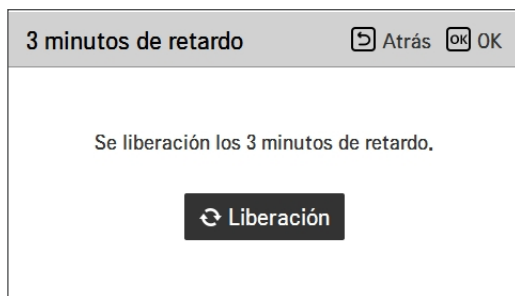 3 minutos de retardo Atrás OK OK
Se liberación los 3 minutos de retardo.
Liberación